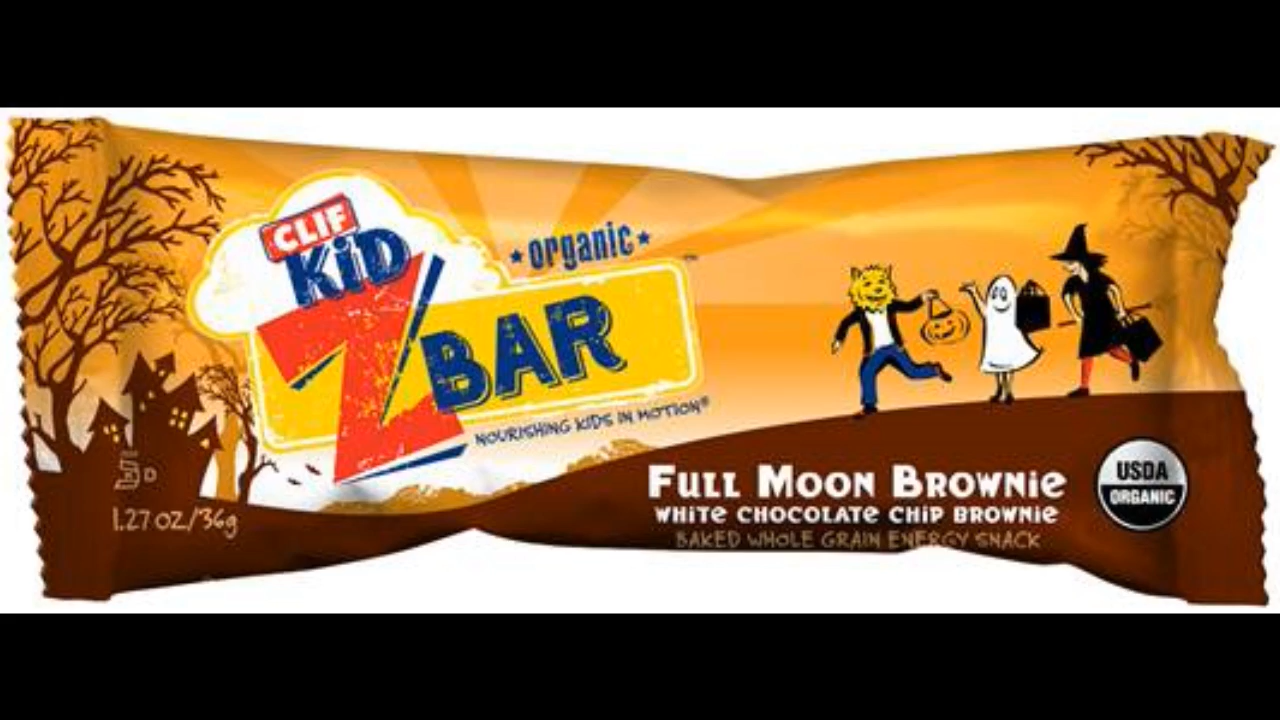 CLIF
KiD
organic
Z BAR
NOURISHING KIDS IN MOTION®
FULL MOON BROWNiE
WHiTE CHOCOLATE CHiP BROWNiE
BAKED WHOLE GRAIN ENERGY SNACK
USDA
ORGANIC
1.27 OZ/36g